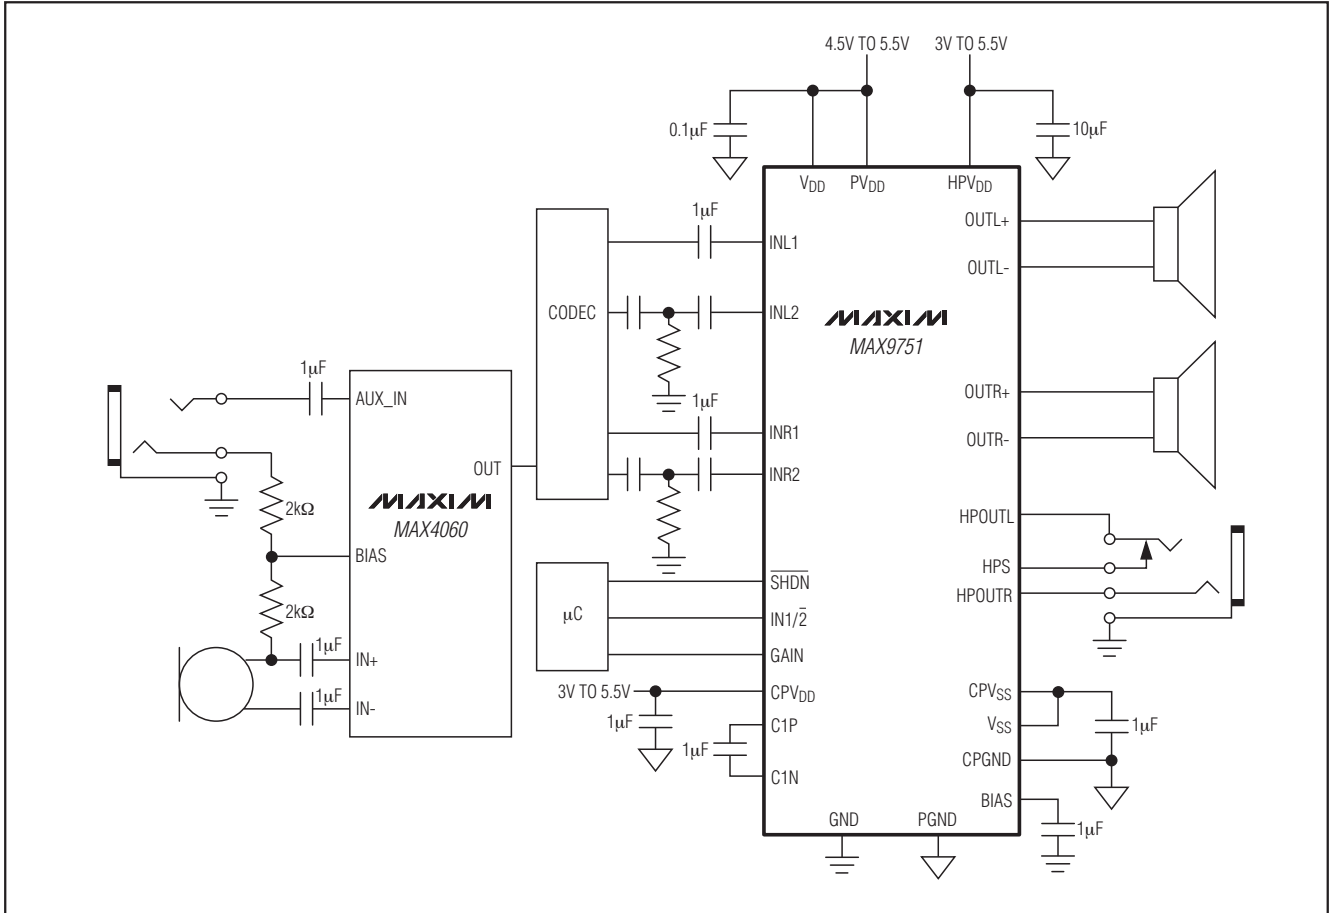 4.5V TO 5.5V 3V TO 5.5V
0.1µF 10µF
VDD PVDD HPVDD
1µF
INL1
OUTL+
OUTL-
CODEC
INL2
MAXIM
MAX9751
1µF
AUX_IN
1µF
OUTR+
INR1
OUTR-
OUT
INR2
MAXIM
MAX4060
2kΩ
HPOUTL
BIAS
HPS
SHDN
HPOUTR
2kΩ
µC
IN1/2̅
1µF
IN+
GAIN
3V TO 5.5V
CPVDD
CPVSS
1µF
IN-
1µF
C1P
VSS
1µF
1µF
CPGND
C1N
BIAS
GND PGND
1µF